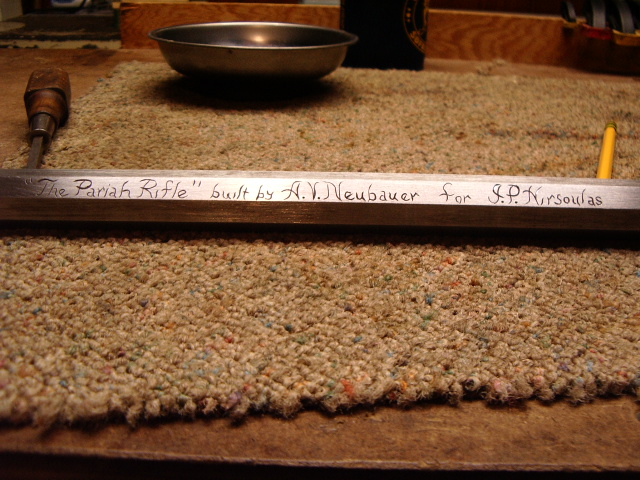 "The Pariah Rifle" built by A.V. Neubauer for J.P. Kirsoulas